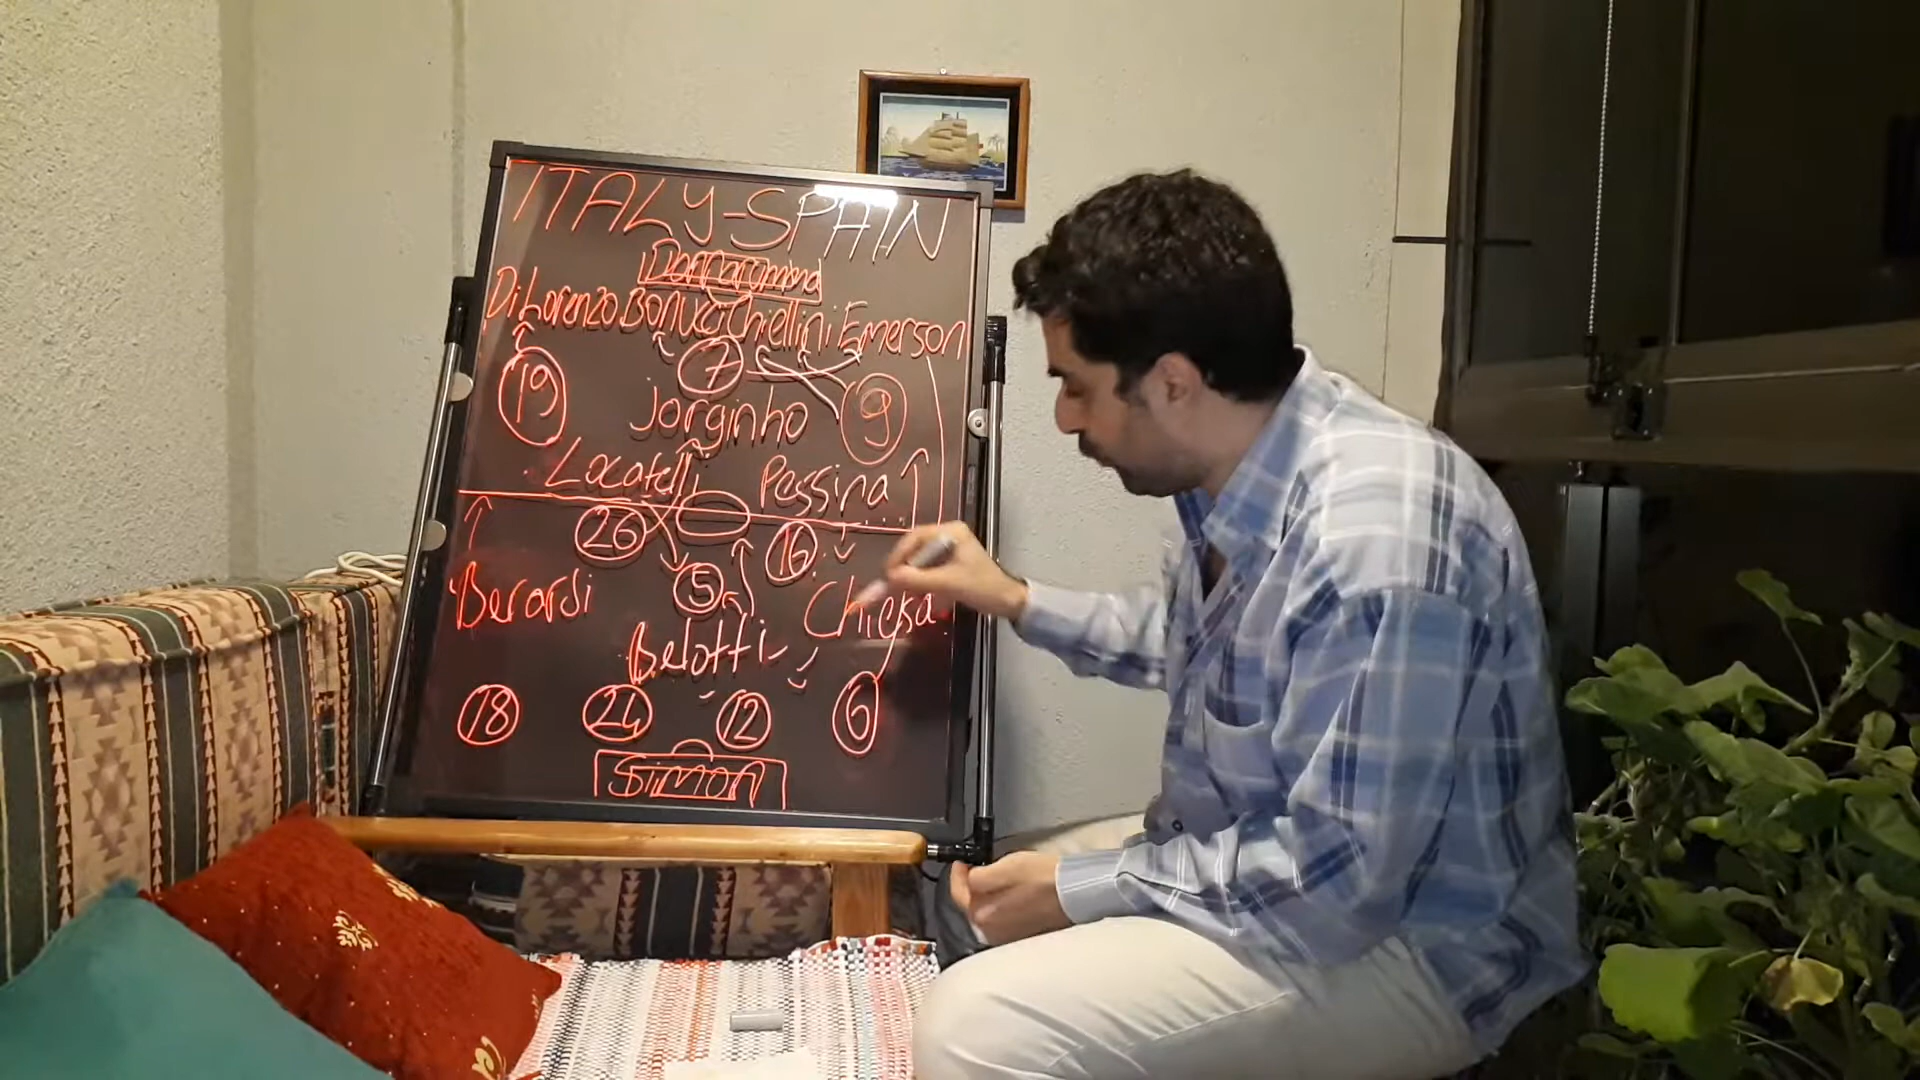 ITALY-SPAIN
Donnarumma
Di Lorenzo Bonucci Chiellini Emerson
7
19 Jorginho 9
Locatelli Pessina
26 16
5
Berardi Chiesa
Belotti
18 24 12 6
Simon